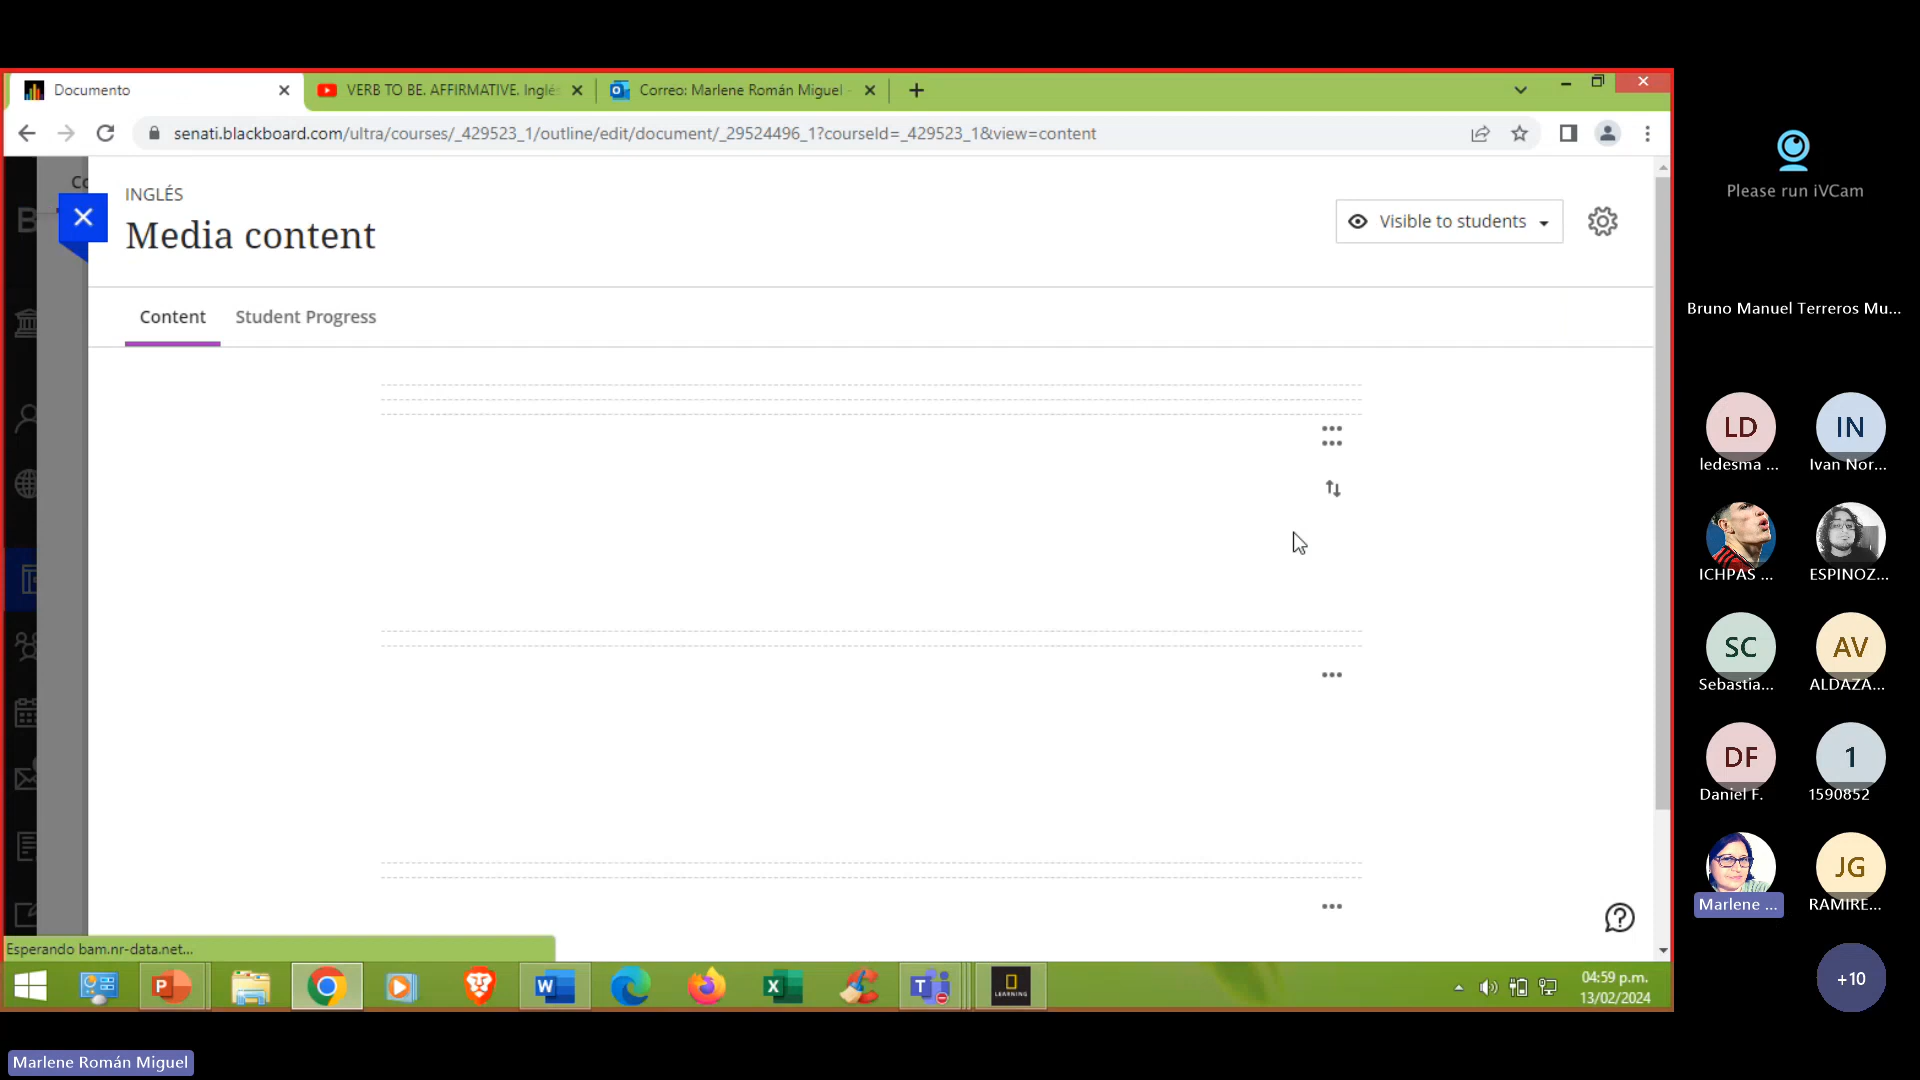 Documento
VERB TO BE. AFFIRMATIVE. Inglé
Correo: Marlene Román Miguel -
senati.blackboard.com/ultra/courses/_429523_1/outline/edit/document/_29524496_1?courseId=_429523_1&view=content
Co
B
INGLÉS
Media content
Visible to students
Content
Student Progress
Esperando bam.nr-data.net...
LEARNING
04:59 p.m.
13/02/2024
Please run iVCam
Bruno Manuel Terreros Mu...
LD
IN
ledesma ...
Ivan Nor...
ICHPAS ...
ESPINOZ...
SC
AV
Sebastia...
ALDAZA...
DF
1
Daniel F.
1590852
JG
Marlene ...
RAMIRE...
+10
Marlene Román Miguel